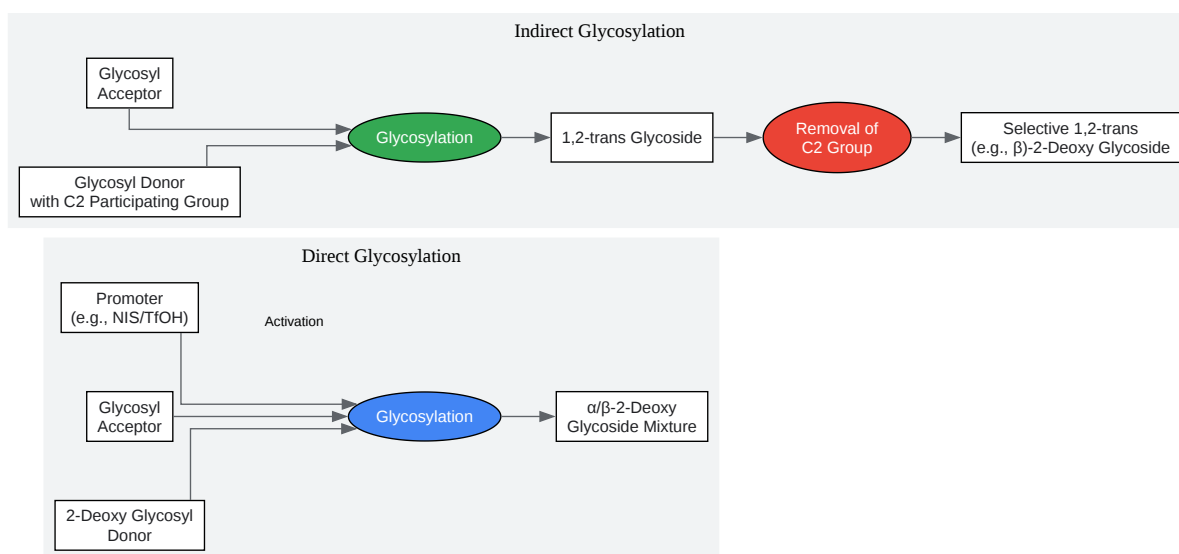 Indirect Glycosylation
Glycosyl
Acceptor
Glycosyl Donor
with C2 Participating Group
Glycosylation
1,2-trans Glycoside
Removal of
C2 Group
Selective 1,2-trans
(e.g., β)-2-Deoxy Glycoside
Direct Glycosylation
Promoter
(e.g., NIS/TfOH)
Activation
Glycosyl
Acceptor
2-Deoxy Glycosyl
Donor
Glycosylation
α/β-2-Deoxy
Glycoside Mixture